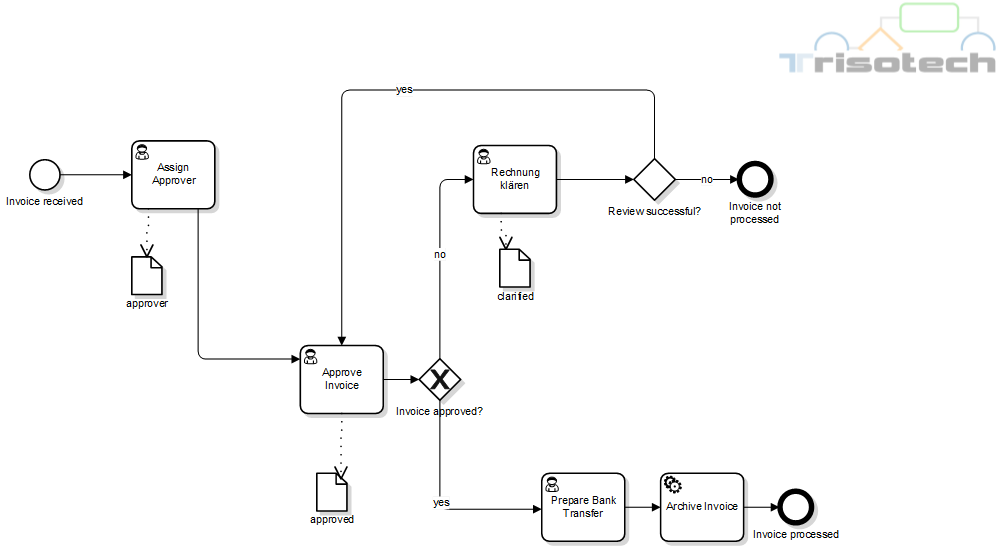 Trisotech
yes
Assign
Approver
Rechnung
klären
Invoice received
no
Review successful?
Invoice not
processed
no
approver
clarified
Approve
Invoice
X
Invoice approved?
yes
approved
Prepare Bank
Transfer
Archive Invoice
Invoice processed